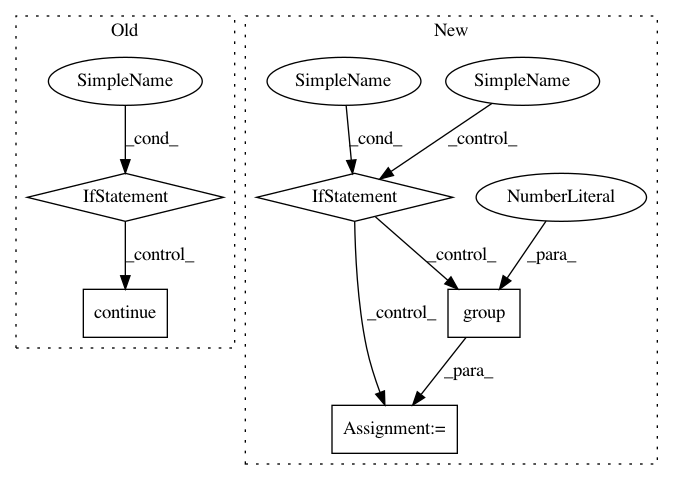 Old
New
SimpleName
SimpleName
SimpleName
_cond_
_cond_
_control_
IfStatement
IfStatement
NumberLiteral
_control_
_control_
_para_
continue
_control_
group
_para_
Assignment:=